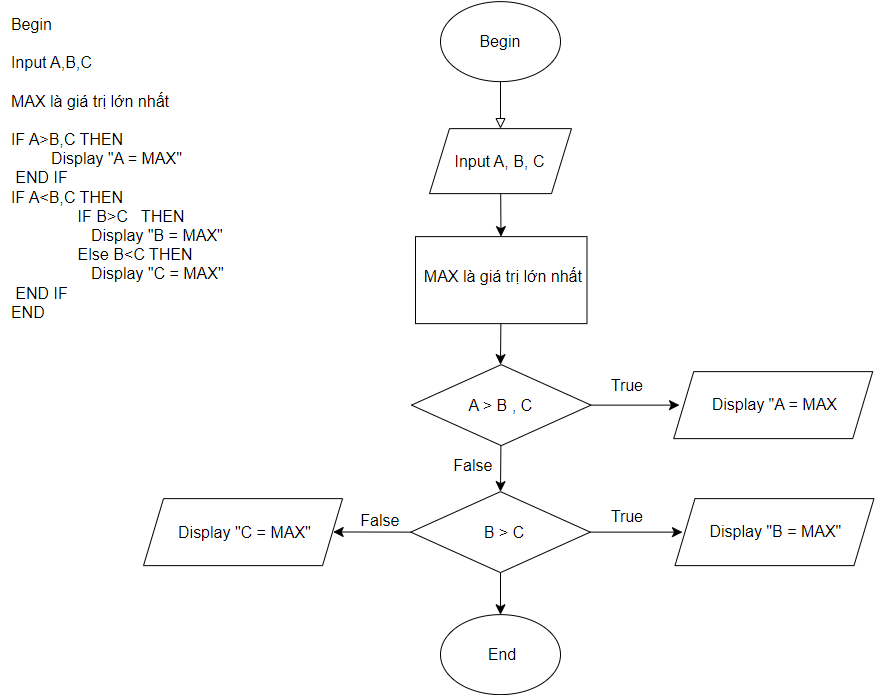 Begin
Input A,B,C
MAX là giá trị lớn nhất
IF A>B,C THEN
Display "A = MAX"
END IF
IF A<B,C THEN
IF B>C THEN
Display "B = MAX"
Else B<C THEN
Display "C = MAX"
END IF
END
Begin
Input A, B, C
MAX là giá trị lớn nhất
A > B , C
True
Display "A = MAX
False
B > C
True
Display "B = MAX"
False
Display "C = MAX"
End